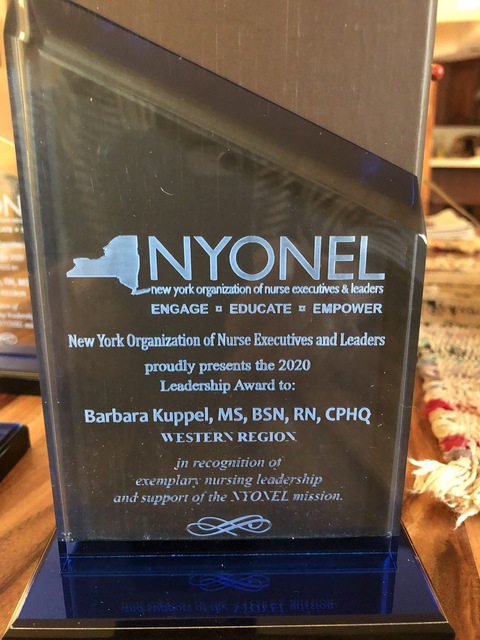 NYONEL
new york organization of nurse executives & leaders
ENGAGE ¤ EDUCATE ¤ EMPOWER
New York Organization of Nurse Executives and Leaders
proudly presents the 2020
Leadership Award to:
Barbara Kuppel, MS, BSN, RN, CPHQ
WESTERN REGION
in recognition of
exemplary nursing leadership
and support of the NYONEL mission.